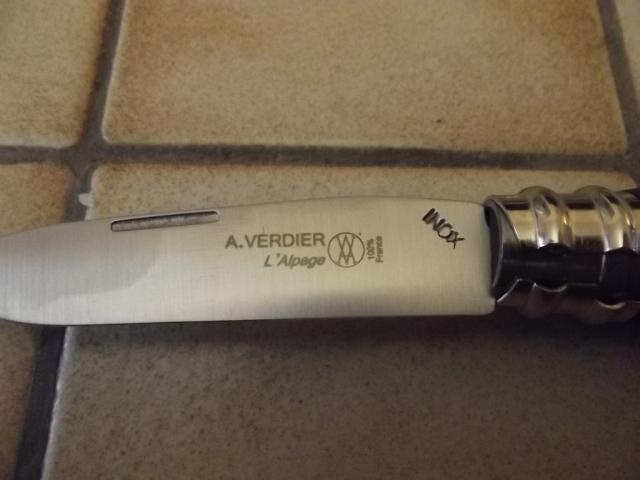 A.VERDIER
L'Alpage
100%
France
INOX